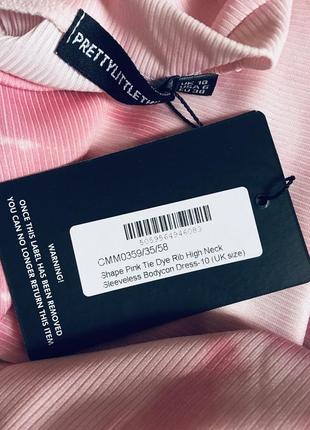 PRETTYLITTLETH
UK 10
USA 6
EU 38
5059564946083
CMM0359/35/58
Shape Pink Tie Dye Rib High Neck
Sleeveless Bodycon Dress-10 (UK size)
WARNING!
ONCE THIS LABEL HAS BEEN REMOVED
YOU CAN NO LONGER RETURN THIS ITEM